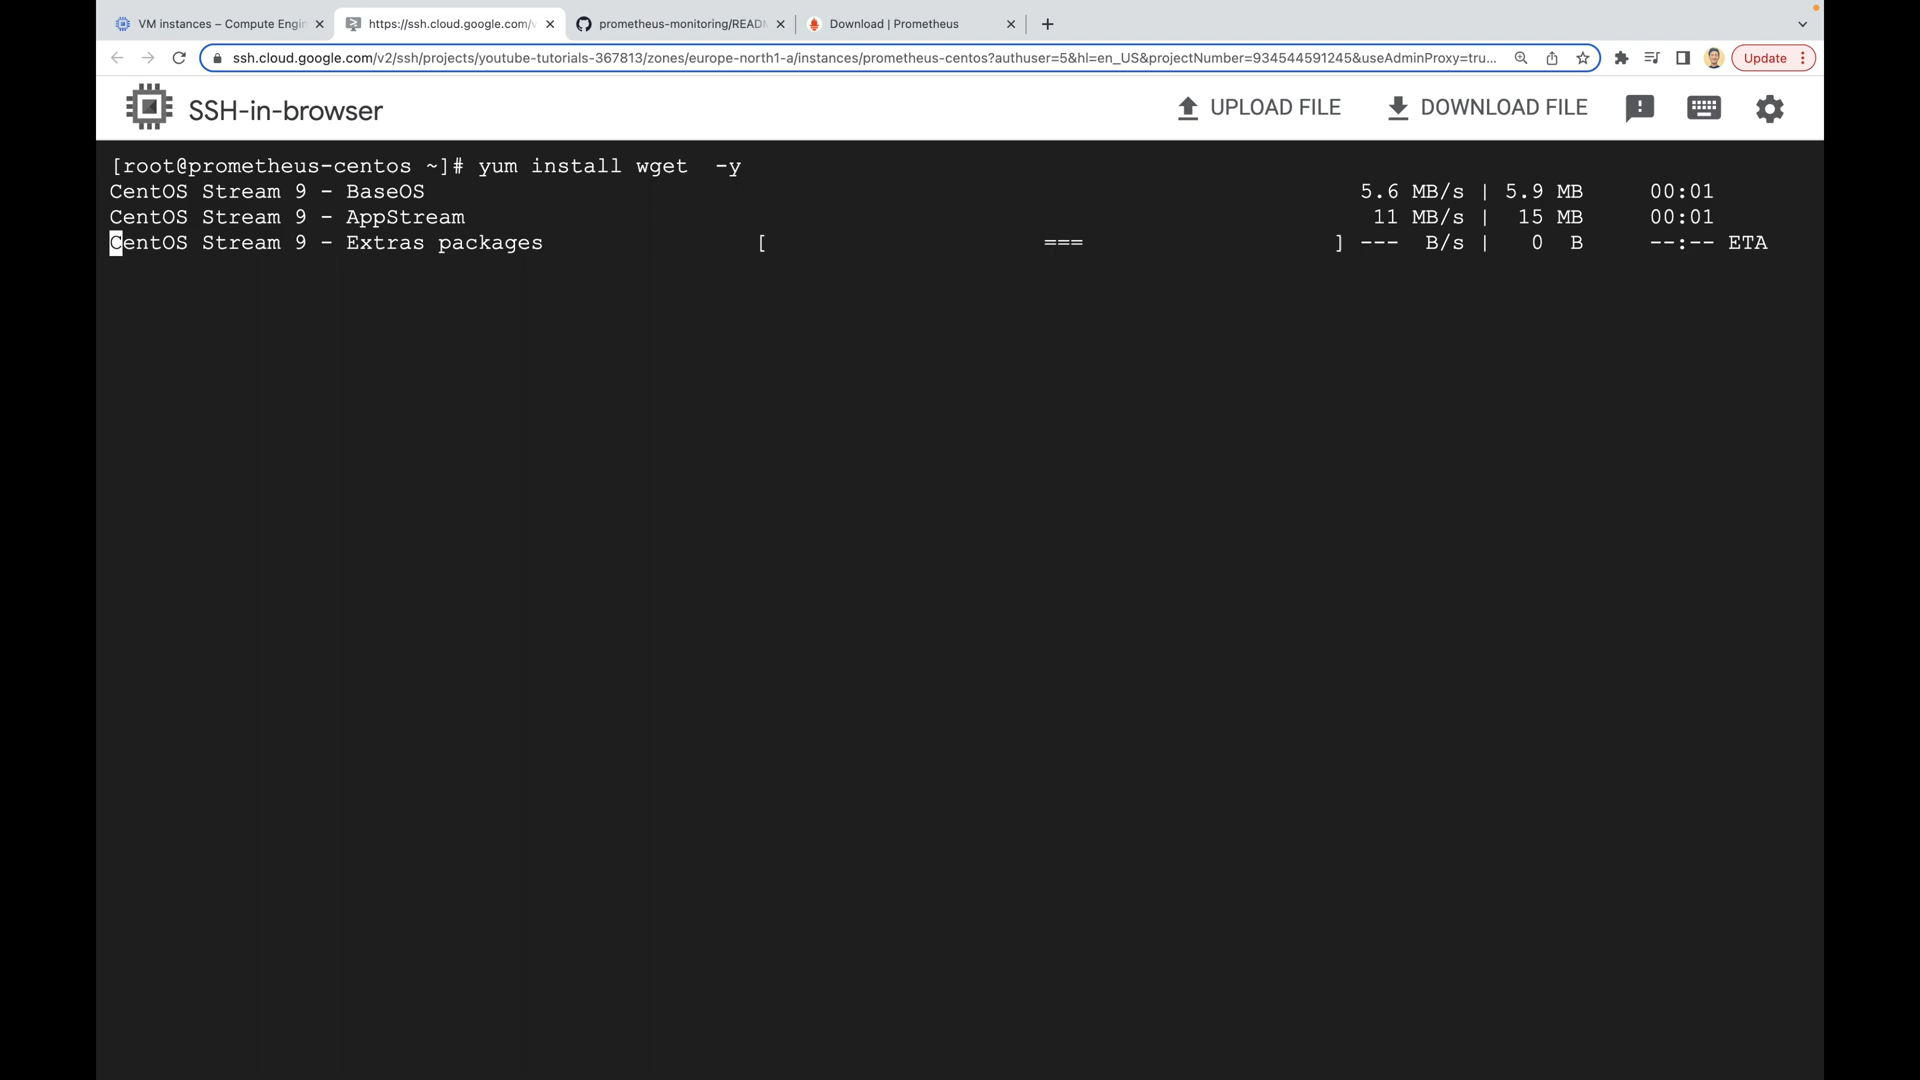 VM instances – Compute Engin
https://ssh.cloud.google.com/v
prometheus-monitoring/READM
Download | Prometheus
ssh.cloud.google.com/v2/ssh/projects/youtube-tutorials-367813/zones/europe-north1-a/instances/prometheus-centos?authuser=5&hl=en_US&projectNumber=934544591245&useAdminProxy=tru...
Update
SSH-in-browser
UPLOAD FILE
DOWNLOAD FILE
[root@prometheus-centos ~]# yum install wget  -y
CentOS Stream 9 - BaseOS 5.6 MB/s | 5.9 MB 00:01
CentOS Stream 9 - AppStream 11 MB/s | 15 MB 00:01
CentOS Stream 9 - Extras packages [ === ] --- B/s | 0 B --:-- ETA